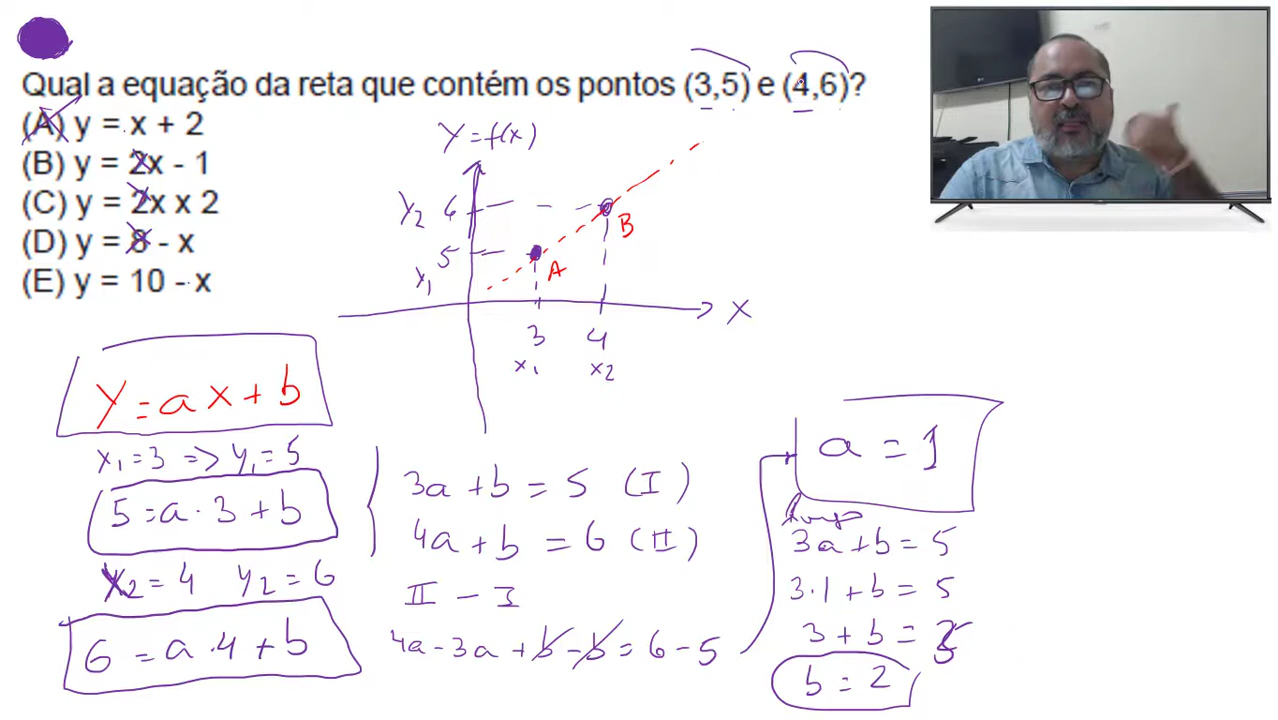 Qual a equação da reta que contém os pontos (3,5) e (4,6)?
(A) y = x + 2
(B) y = 2x - 1
(C) y = 2x x 2
(D) y = 8 - x
(E) y = 10 - x
y = f(x)
y2 6
5
y1
A
B
3
4
x
x1
x2
y = ax + b
x1 = 3 => y1 = 5
5 = a · 3 + b
x2 = 4 y2 = 6
6 = a · 4 + b
3a + b = 5 (I)
4a + b = 6 (II)
II - I
4a - 3a + b - b = 6 - 5
a = 1
3a + b = 5
3 · 1 + b = 5
3 + b = 5
b = 2